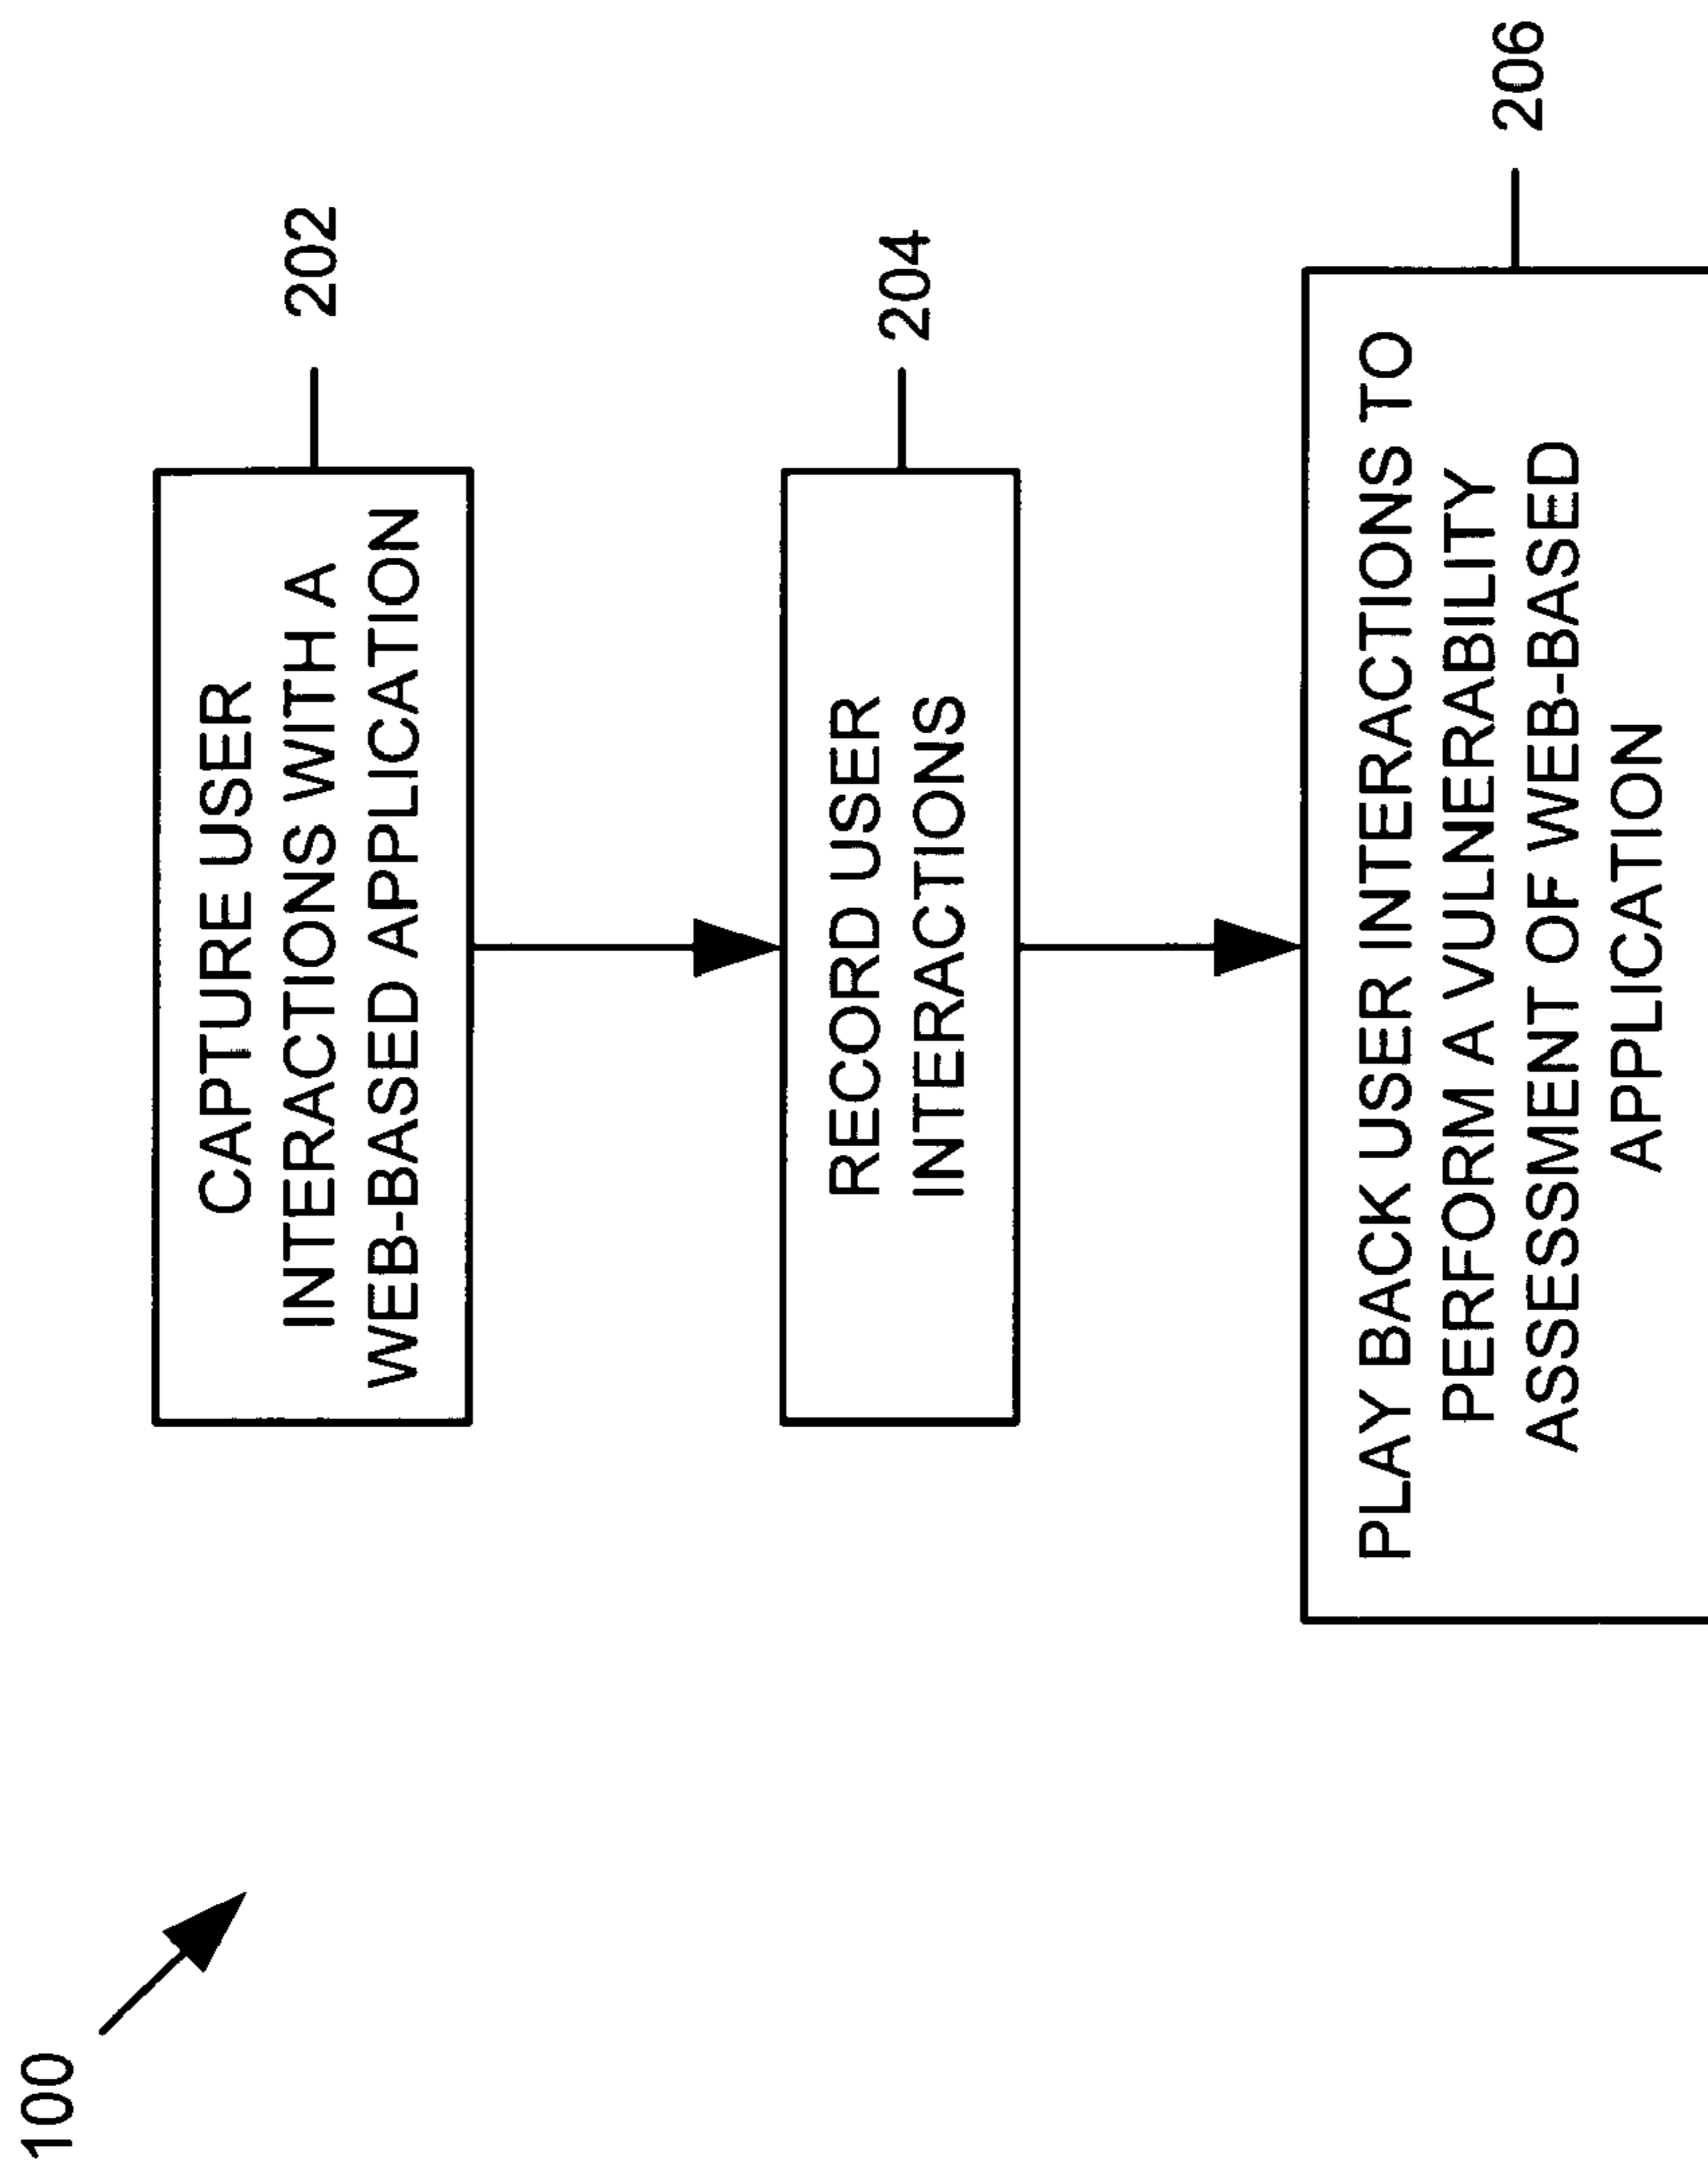 100
CAPTURE USER
INTERACTIONS WITH A
WEB-BASED APPLICATION
202
RECORD USER
INTERACTIONS
204
PLAY BACK USER INTERACTIONS TO
PERFORM A VULNERABILITY
ASSESSMENT OF WEB-BASED
APPLICATION
206